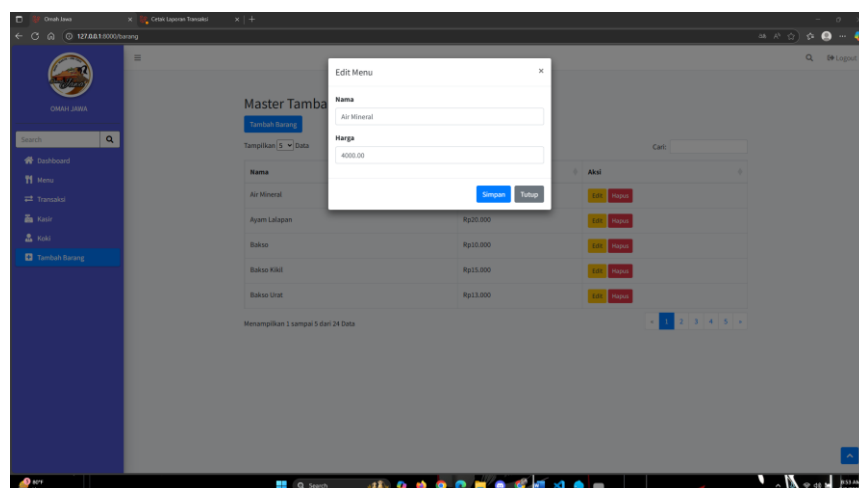 Omah Jawa
Cetak Laporan Transaksi
127.0.0.1:8000/barang
Logout
OMAH JAWA
Search
Dashboard
Menu
Transaksi
Kasir
Koki
Tambah Barang
Master Tamba
Tambah Barang
Tampilkan 5 Data
Cari:
Nama
Aksi
Air Mineral
Edit Hapus
Ayam Lalapan Rp20.000 Edit Hapus
Bakso Rp10.000 Edit Hapus
Bakso Kikil Rp15.000 Edit Hapus
Bakso Urat Rp13.000 Edit Hapus
Menampilkan 1 sampai 5 dari 24 Data
« 1 2 3 4 5 »
Edit Menu ×
Nama
Air Mineral
Harga
4000.00
Simpan Tutup
80°F
Search